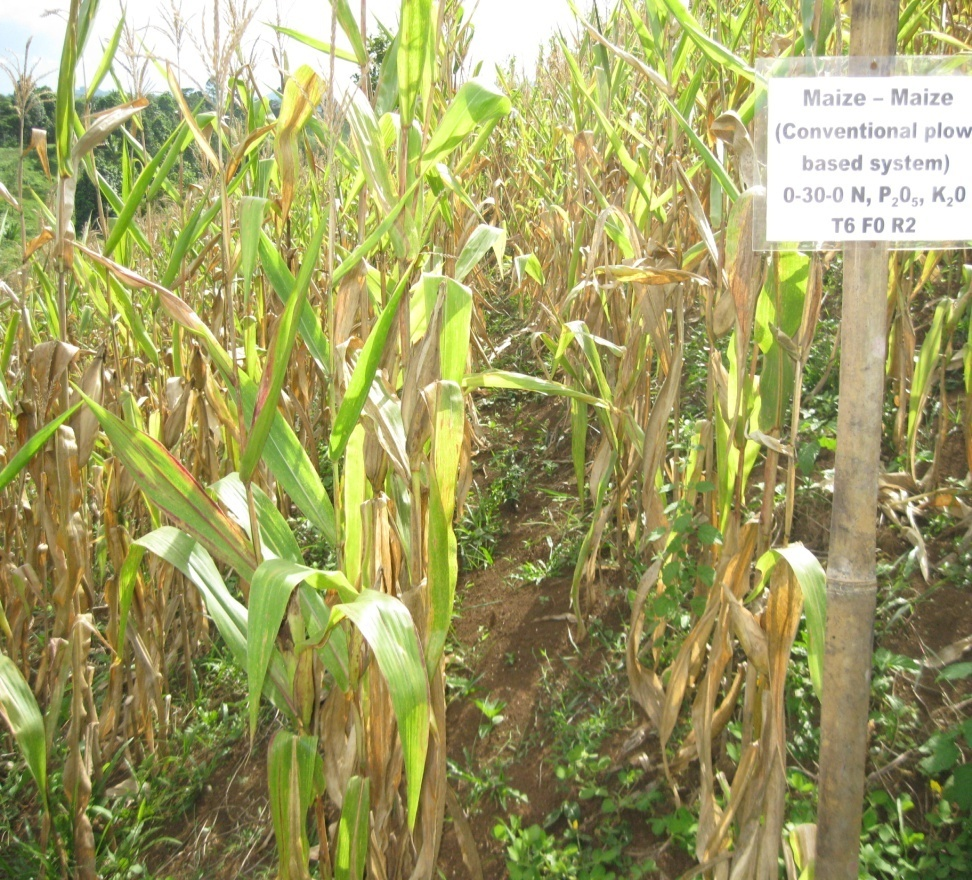 Maize – Maize
(Conventional plow
based system)
0-30-0 N, P₂0₅, K₂0
T6 F0 R2